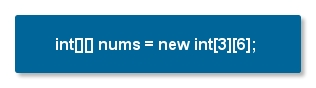 int[][] nums = new int[3][6];